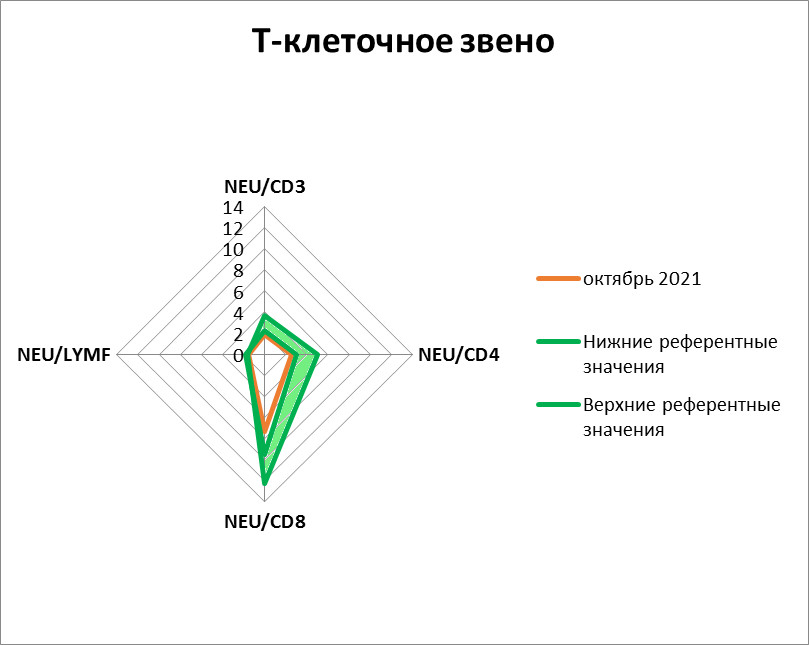 Т-клеточное звено
NEU/CD3
14
12
10
8
6
4
2
0
NEU/LYMF
NEU/CD4
NEU/CD8
октябрь 2021
Нижние референтные
значения
Верхние референтные
значения